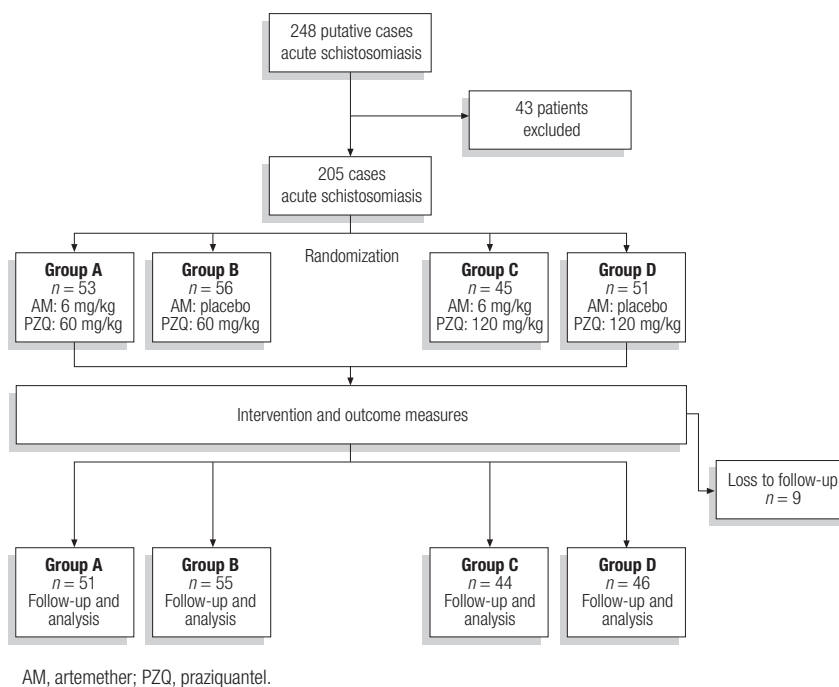 248 putative cases
acute schistosomiasis
43 patients
excluded
205 cases
acute schistosomiasis
Randomization
Group A
n = 53
AM: 6 mg/kg
PZQ: 60 mg/kg
Group B
n = 56
AM: placebo
PZQ: 60 mg/kg
Group C
n = 45
AM: 6 mg/kg
PZQ: 120 mg/kg
Group D
n = 51
AM: placebo
PZQ: 120 mg/kg
Intervention and outcome measures
Loss to follow-up
n = 9
Group A
n = 51
Follow-up and
analysis
Group B
n = 55
Follow-up and
analysis
Group C
n = 44
Follow-up and
analysis
Group D
n = 46
Follow-up and
analysis
AM, artemether; PZQ, praziquantel.